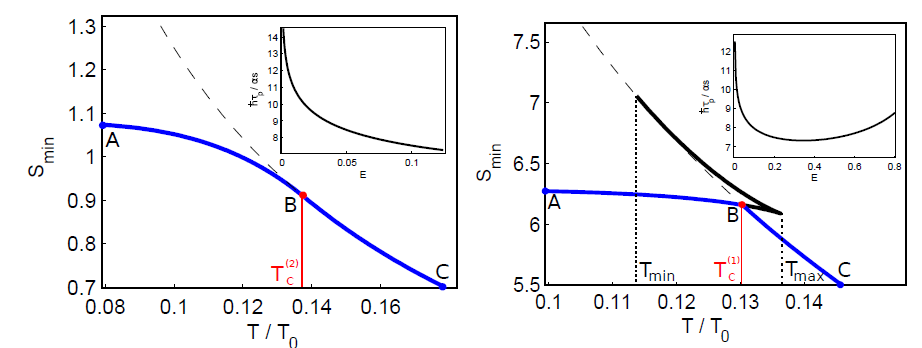 1.3
1.2
1.1
1
0.9
0.8
0.7
S_min
A
B
C
T_c^(2)
0.08
0.1
0.12
0.14
0.16
T / T_0
14
13
12
11
10
9
8
ħτ_p / αs
0
0.05
0.1
E
7.5
7
6.5
6
5.5
S_min
A
B
C
T_min
T_c^(1)
T_max
0.1
0.11
0.12
0.13
0.14
T / T_0
12
11
10
9
8
7
ħτ_p / αs
0
0.2
0.4
0.6
0.8
E